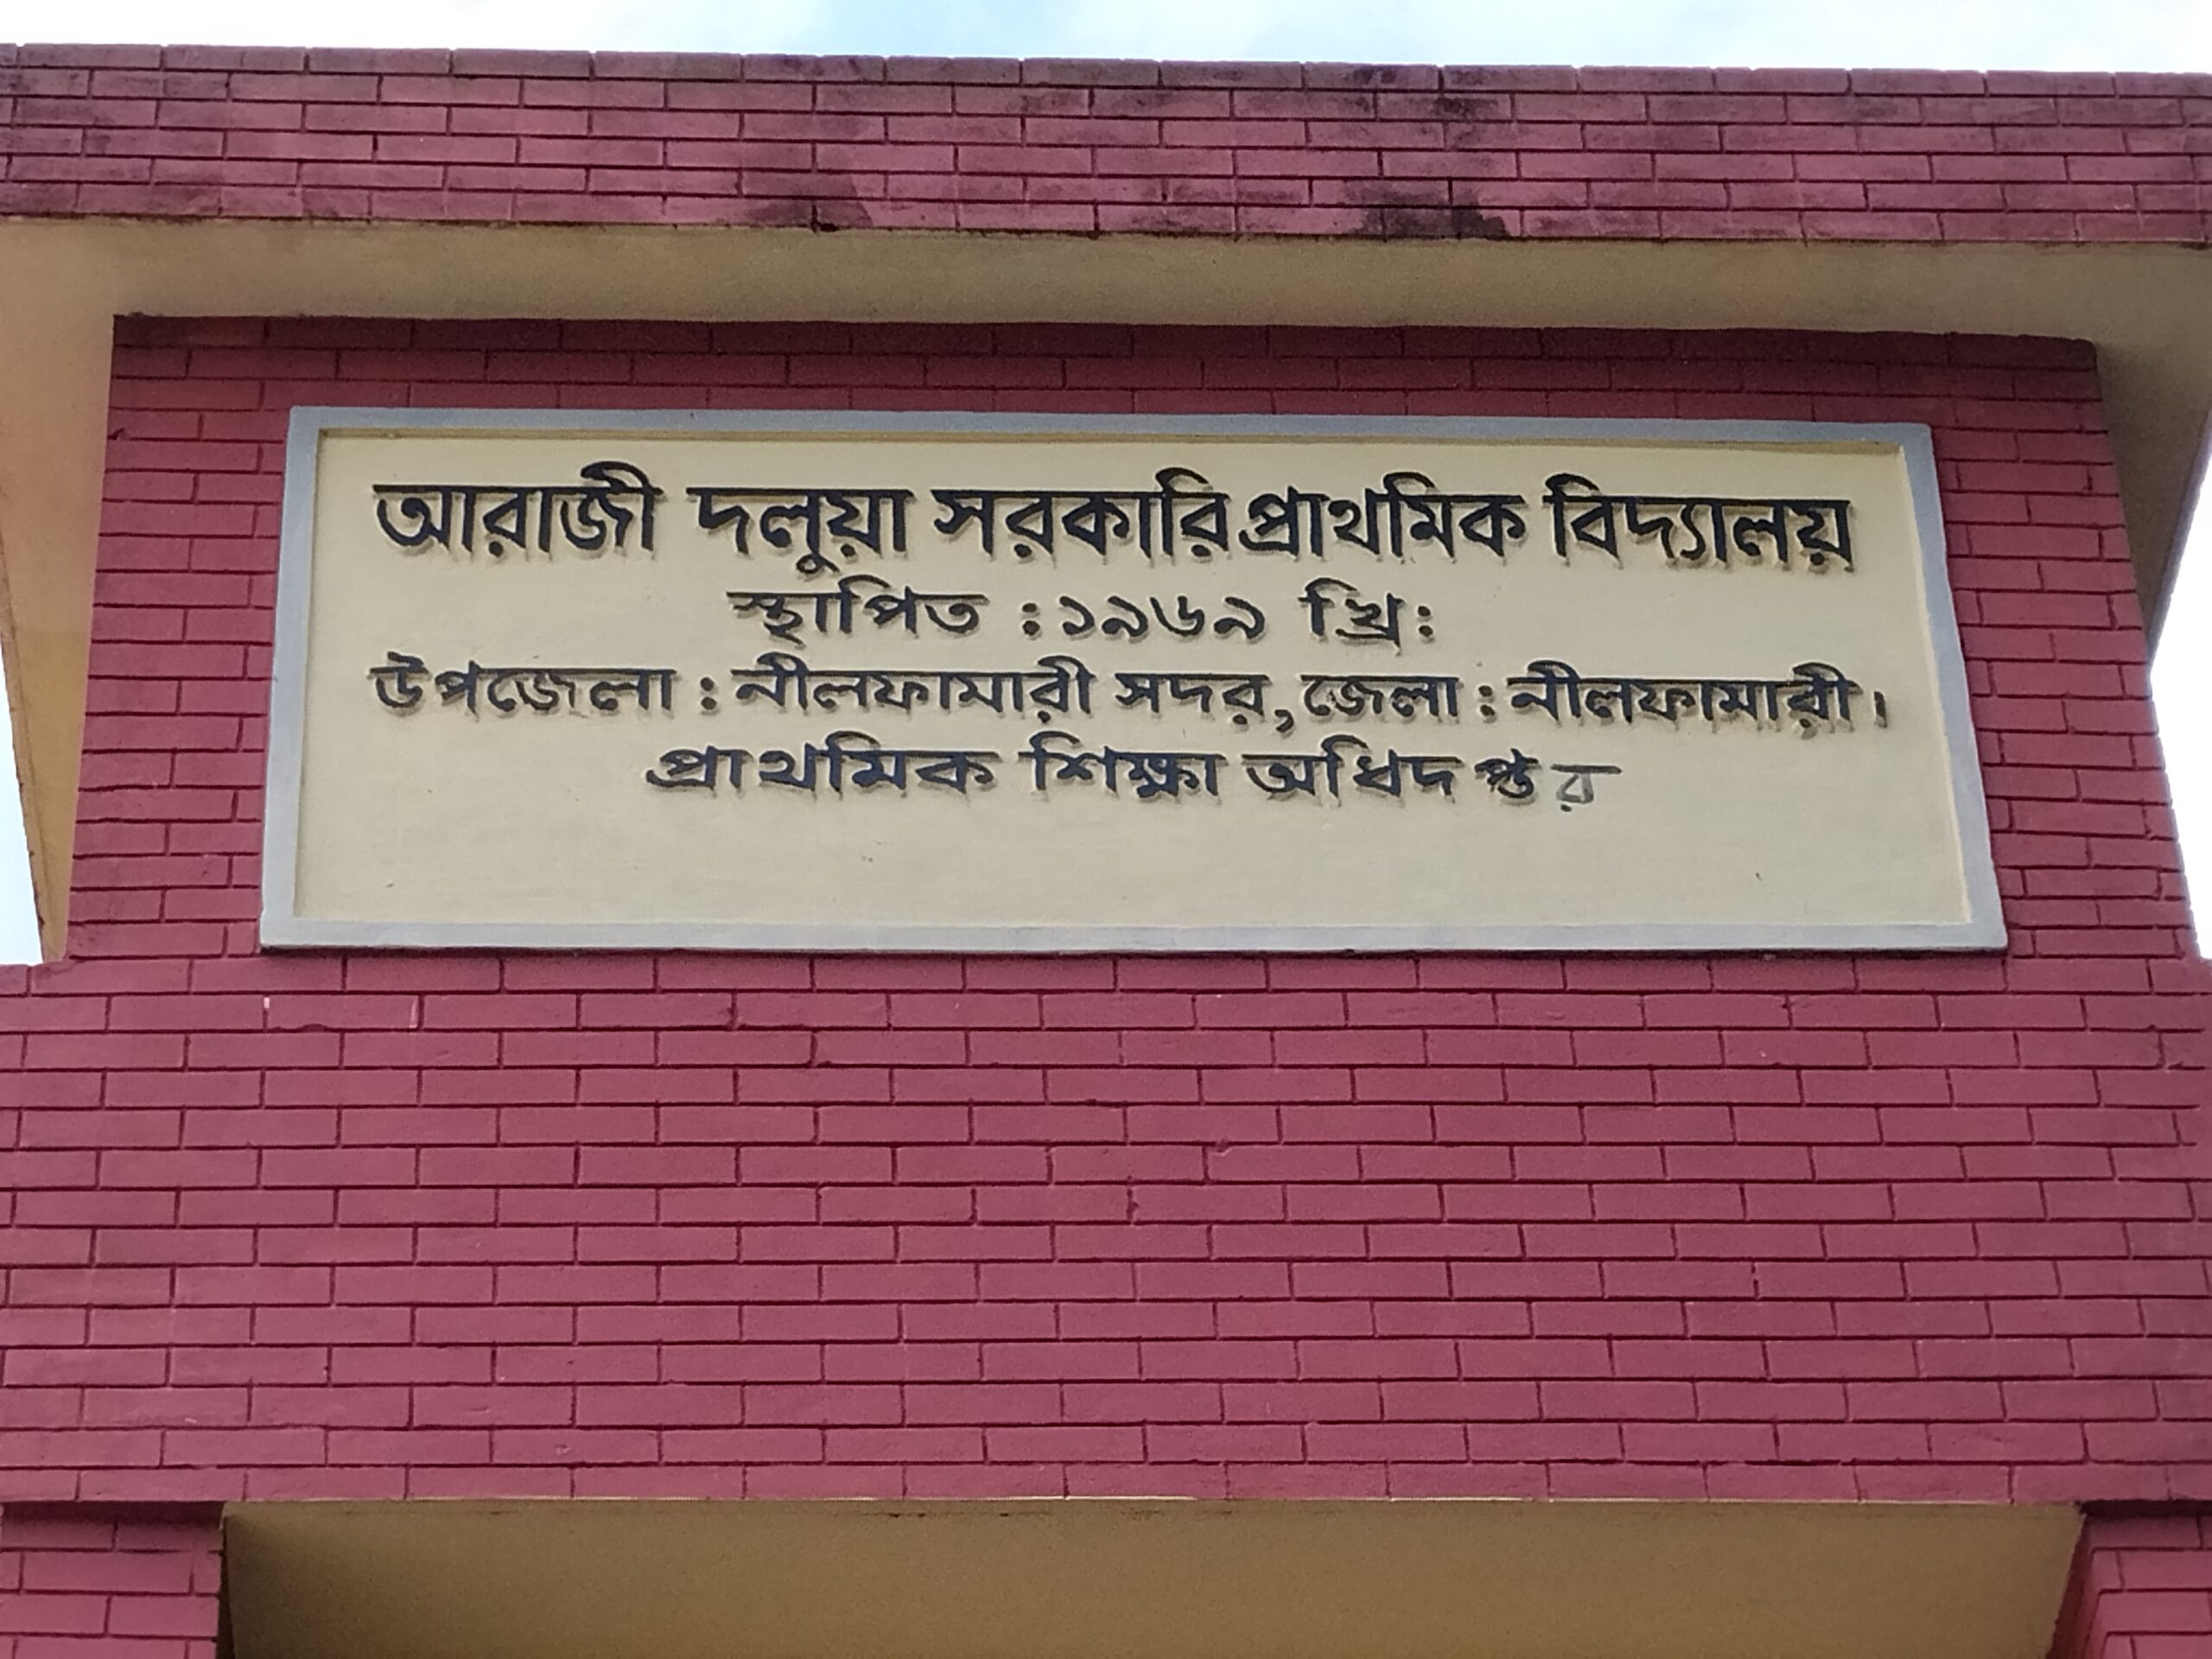 আরাজী দলুয়া সরকারি প্রাথমিক বিদ্যালয়
স্থাপিত : ১৯৬৯ খ্রি:
উপজেলা : নীলফামারী সদর, জেলা : নীলফামারী।
প্রাথমিক শিক্ষা অধিদপ্তর